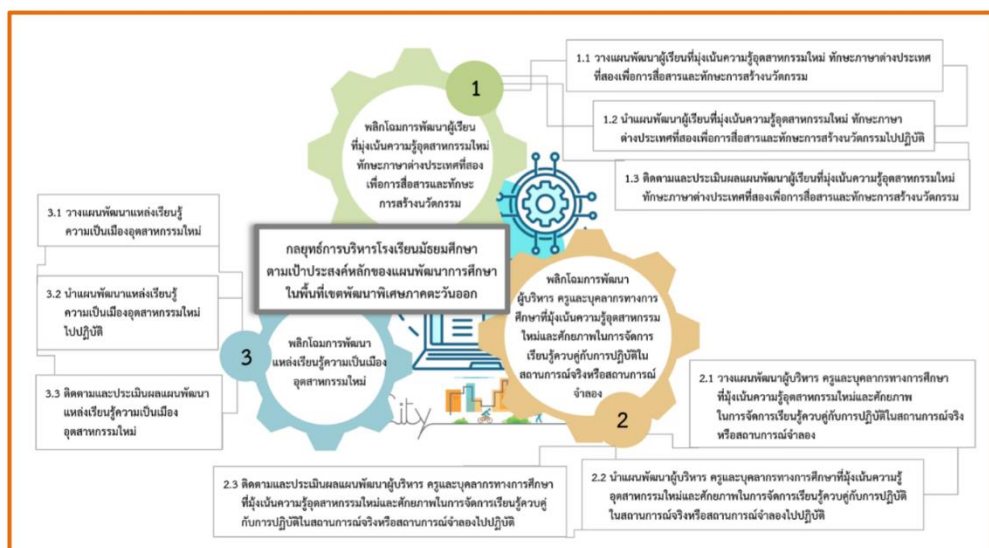 กลยุทธ์การบริหารโรงเรียนมัธยมศึกษา
ตามเป้าประสงค์หลักของแผนพัฒนาการศึกษา
ในพื้นที่เขตพัฒนาพิเศษภาคตะวันออก
1
พลิกโฉมการพัฒนาผู้เรียน
ที่มุ่งเน้นความรู้อุตสาหกรรมใหม่
ทักษะภาษาต่างประเทศที่สอง
เพื่อการสื่อสารและทักษะ
การสร้างนวัตกรรม
1.1 วางแผนพัฒนาผู้เรียนที่มุ่งเน้นความรู้อุตสาหกรรมใหม่ ทักษะภาษาต่างประเทศ
ที่สองเพื่อการสื่อสารและทักษะการสร้างนวัตกรรม
1.2 นำแผนพัฒนาผู้เรียนที่มุ่งเน้นความรู้อุตสาหกรรมใหม่ ทักษะภาษา
ต่างประเทศที่สองเพื่อการสื่อสารและทักษะการสร้างนวัตกรรมไปปฏิบัติ
1.3 ติดตามและประเมินผลแผนพัฒนาผู้เรียนที่มุ่งเน้นความรู้อุตสาหกรรมใหม่
ทักษะภาษาต่างประเทศที่สองเพื่อการสื่อสารและทักษะการสร้างนวัตกรรม
พลิกโฉมการพัฒนา
ผู้บริหาร ครูและบุคลากรทางการ
ศึกษาที่มุ่งเน้นความรู้อุตสาหกรรม
ใหม่และศักยภาพในการจัดการ
เรียนรู้ควบคู่กับการปฏิบัติใน
สถานการณ์จริงหรือสถานการณ์
จำลอง
2
2.1 วางแผนพัฒนาผู้บริหาร ครูและบุคลากรทางการศึกษา
ที่มุ้งเน้นความรู้อุตสาหกรรมใหม่และศักยภาพ
ในการจัดการเรียนรู้ควบคู่กับการปฏิบัติในสถานการณ์จริง
หรือสถานการณ์จำลอง
2.2 นำแผนพัฒนาผู้บริหาร ครูและบุคลากรทางการศึกษาที่มุ้งเน้นความรู้
อุตสาหกรรมใหม่และศักยภาพในการจัดการเรียนรู้ควบคู่กับการปฏิบัติ
ในสถานการณ์จริงหรือสถานการณ์จำลองไปปฏิบัติ
2.3 ติดตามและประเมินผลแผนพัฒนาผู้บริหาร ครูและบุคลากรทางการศึกษา
ที่มุ้งเน้นความรู้อุตสาหกรรมใหม่และศักยภาพในการจัดการเรียนรู้ควบคู่
กับการปฏิบัติในสถานการณ์จริงหรือสถานการณ์จำลองไปปฏิบัติ
3
พลิกโฉมการพัฒนา
แหล่งเรียนรู้ความเป็นเมือง
อุตสาหกรรมใหม่
3.1 วางแผนพัฒนาแหล่งเรียนรู้
ความเป็นเมืองอุตสาหกรรมใหม่
3.2 นำแผนพัฒนาแหล่งเรียนรู้
ความเป็นเมืองอุตสาหกรรมใหม่
ไปปฏิบัติ
3.3 ติดตามและประเมินผลแผนพัฒนา
แหล่งเรียนรู้ความเป็นเมือง
อุตสาหกรรมใหม่
City